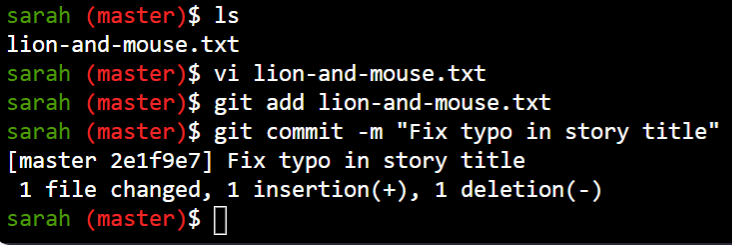 sarah (master)$ ls
lion-and-mouse.txt
sarah (master)$ vi lion-and-mouse.txt
sarah (master)$ git add lion-and-mouse.txt
sarah (master)$ git commit -m "Fix typo in story title"
[master 2e1f9e7] Fix typo in story title
 1 file changed, 1 insertion(+), 1 deletion(-)
sarah (master)$